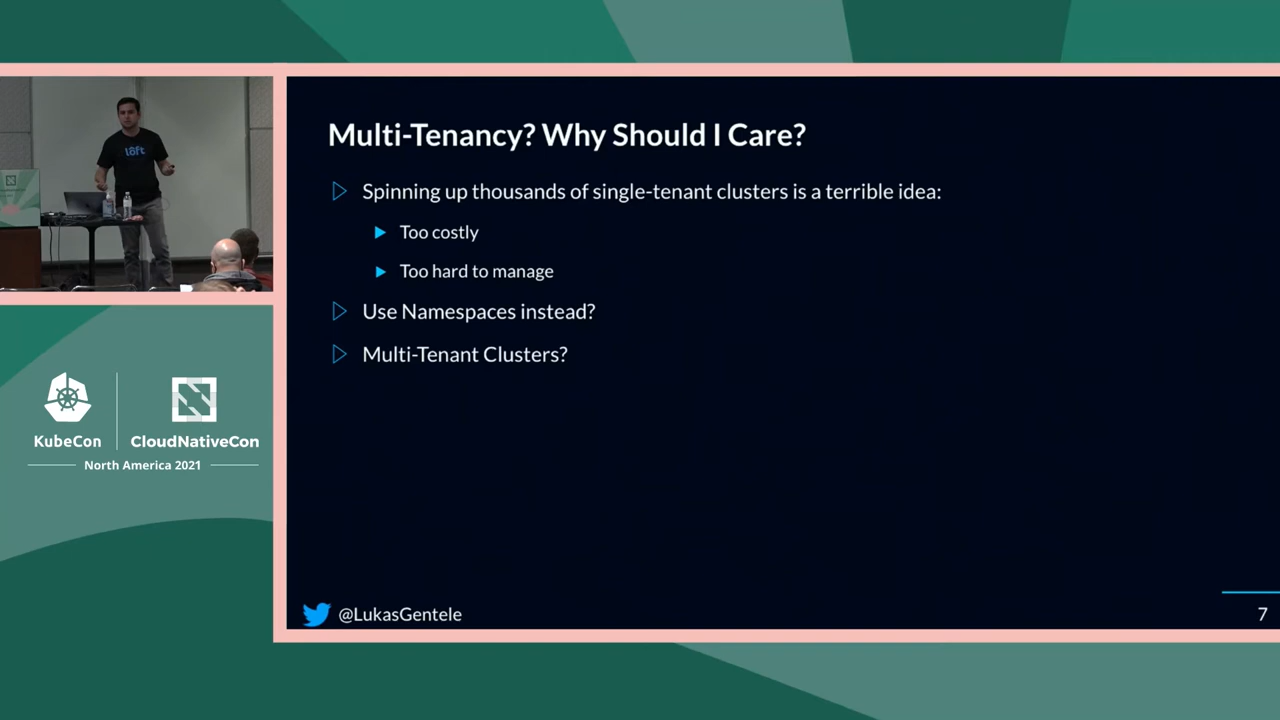 Multi-Tenancy? Why Should I Care?
Spinning up thousands of single-tenant clusters is a terrible idea:
Too costly
Too hard to manage
Use Namespaces instead?
Multi-Tenant Clusters?
@LukasGentele
7
loft
KubeCon
CloudNativeCon
North America 2021